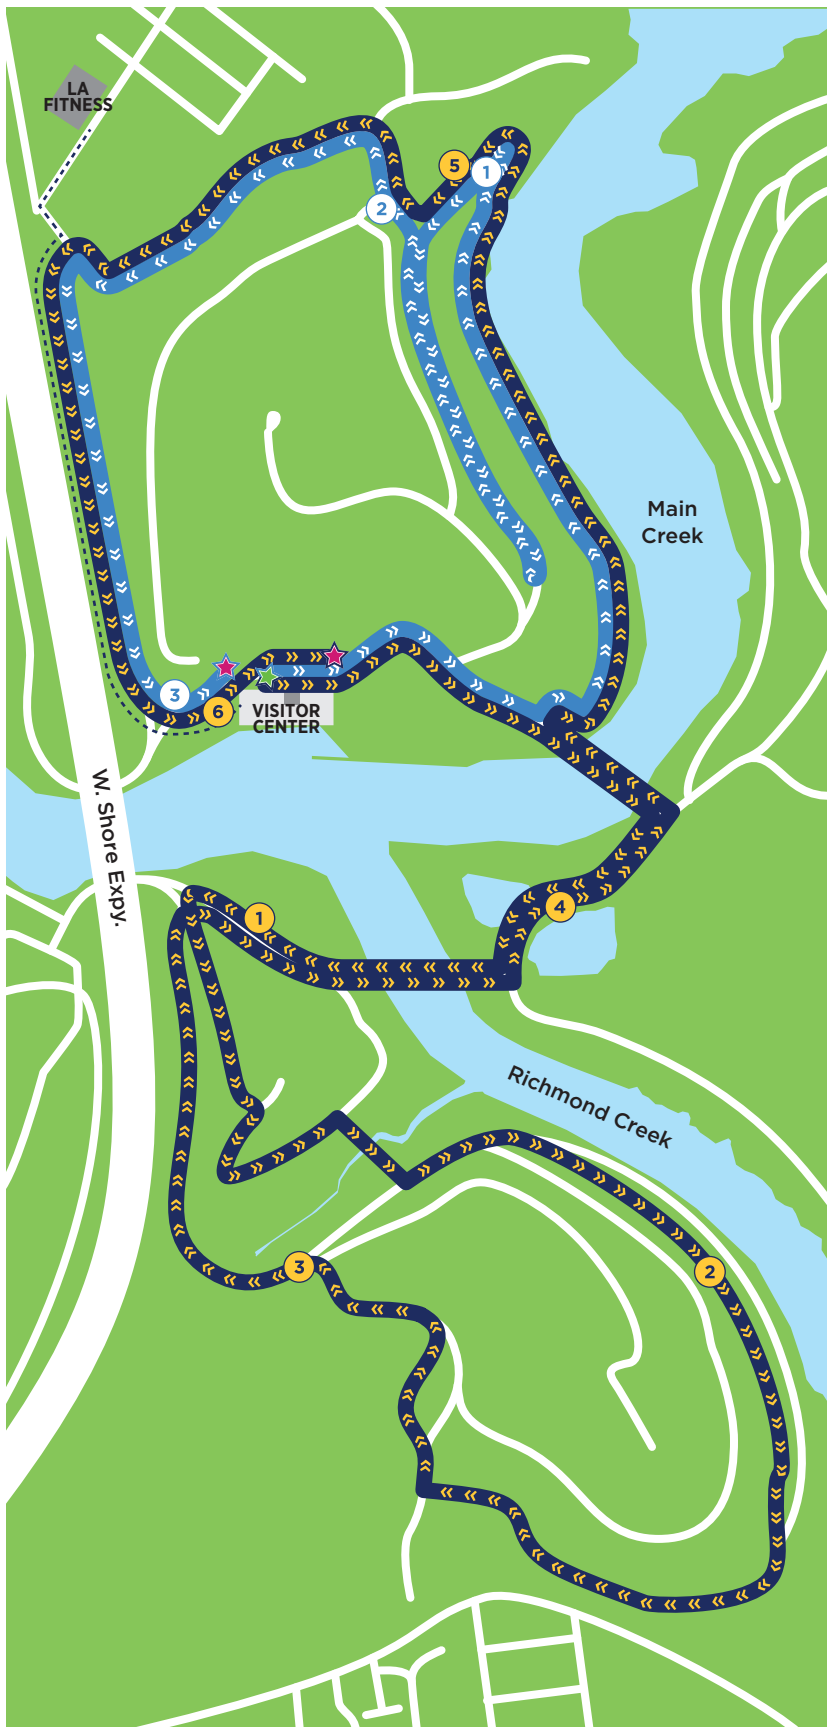 LA
FITNESS
5
1
2
Main
Creek
3
6
VISITOR
CENTER
W. Shore Expy.
1
4
Richmond Creek
3
2